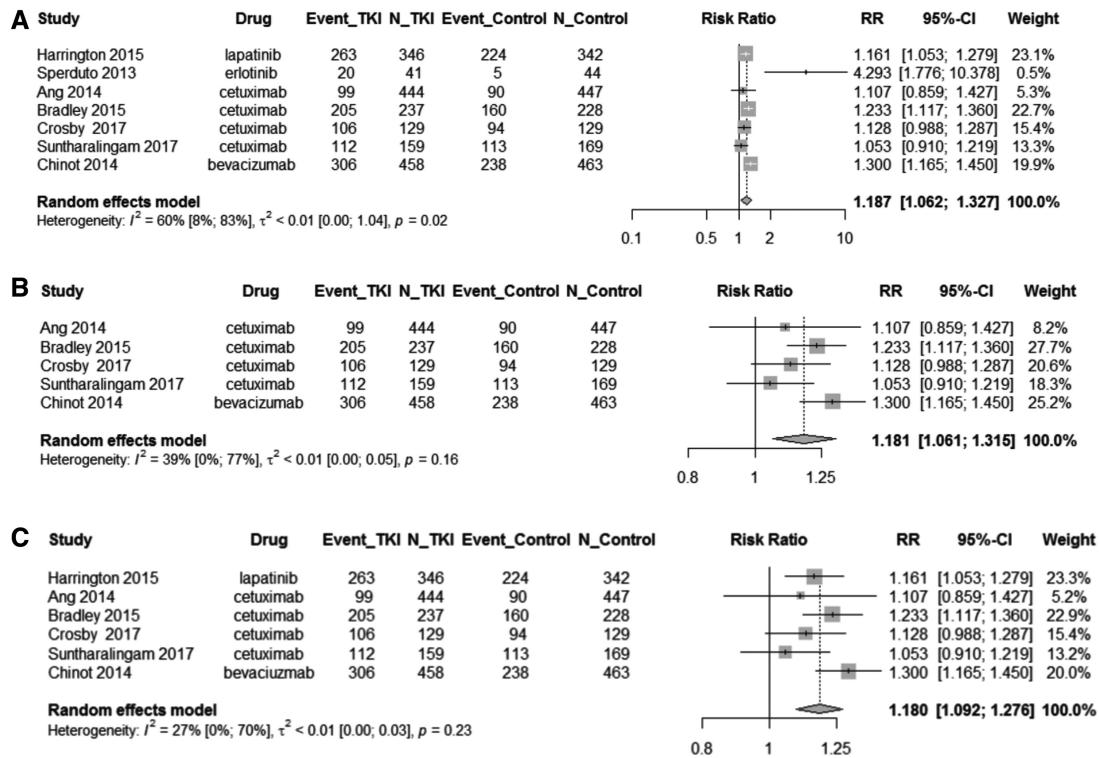 A Study Drug Event_TKI N_TKI Event_Control N_Control Risk Ratio RR 95%-CI Weight
Harrington 2015 lapatinib 263 346 224 342 1.161 [1.053; 1.279] 23.1%
Sperduto 2013 erlotinib 20 41 5 44 4.293 [1.776; 10.378] 0.5%
Ang 2014 cetuximab 99 444 90 447 1.107 [0.859; 1.427] 5.3%
Bradley 2015 cetuximab 205 237 160 228 1.233 [1.117; 1.360] 22.7%
Crosby 2017 cetuximab 106 129 94 129 1.128 [0.988; 1.287] 15.4%
Suntharalingam 2017 cetuximab 112 159 113 169 1.053 [0.910; 1.219] 13.3%
Chinot 2014 bevacizumab 306 458 238 463 1.300 [1.165; 1.450] 19.9%
Random effects model 1.187 [1.062; 1.327] 100.0%
Heterogeneity: I² = 60% [8%; 83%], τ² < 0.01 [0.00; 1.04], p = 0.02
0.1 0.5 1 2 10
B Study Drug Event_TKI N_TKI Event_Control N_Control Risk Ratio RR 95%-CI Weight
Ang 2014 cetuximab 99 444 90 447 1.107 [0.859; 1.427] 8.2%
Bradley 2015 cetuximab 205 237 160 228 1.233 [1.117; 1.360] 27.7%
Crosby 2017 cetuximab 106 129 94 129 1.128 [0.988; 1.287] 20.6%
Suntharalingam 2017 cetuximab 112 159 113 169 1.053 [0.910; 1.219] 18.3%
Chinot 2014 bevacizumab 306 458 238 463 1.300 [1.165; 1.450] 25.2%
Random effects model 1.181 [1.061; 1.315] 100.0%
Heterogeneity: I² = 39% [0%; 77%], τ² < 0.01 [0.00; 0.05], p = 0.16
0.8 1 1.25
C Study Drug Event_TKI N_TKI Event_Control N_Control Risk Ratio RR 95%-CI Weight
Harrington 2015 lapatinib 263 346 224 342 1.161 [1.053; 1.279] 23.3%
Ang 2014 cetuximab 99 444 90 447 1.107 [0.859; 1.427] 5.2%
Bradley 2015 cetuximab 205 237 160 228 1.233 [1.117; 1.360] 22.9%
Crosby 2017 cetuximab 106 129 94 129 1.128 [0.988; 1.287] 15.4%
Suntharalingam 2017 cetuximab 112 159 113 169 1.053 [0.910; 1.219] 13.2%
Chinot 2014 bevaciuzmab 306 458 238 463 1.300 [1.165; 1.450] 20.0%
Random effects model 1.180 [1.092; 1.276] 100.0%
Heterogeneity: I² = 27% [0%; 70%], τ² < 0.01 [0.00; 0.03], p = 0.23
0.8 1 1.25